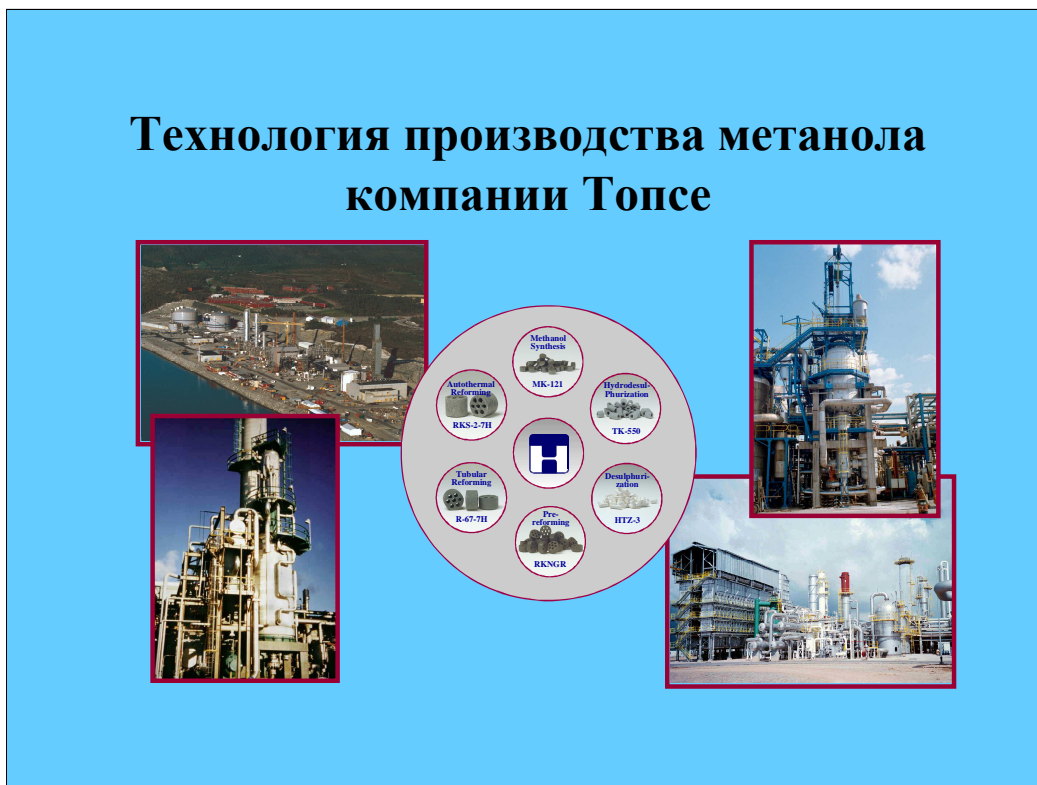 Технология производства метанола
компании Топсе
Methanol
Synthesis
MK-121
Hydrodesul-
Phurization
TK-550
Desulphuri-
zation
HTZ-3
Pre-
reforming
RKNGR
Tubular
Reforming
R-67-7H
Autothermal
Reforming
RKS-2-7H